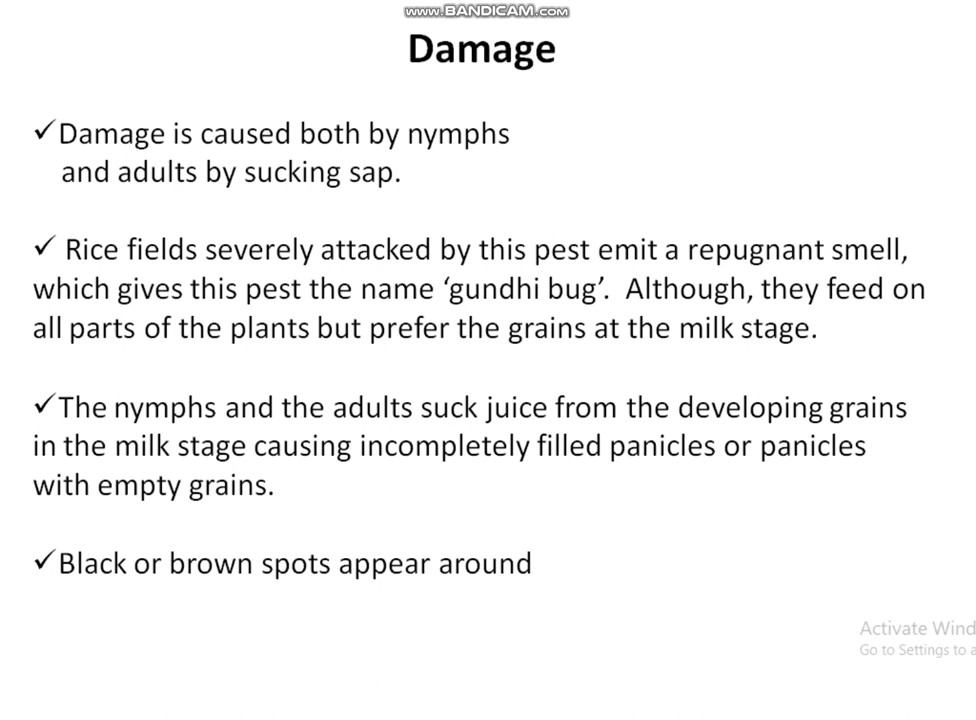 www.BANDICAM.com
Damage
✓Damage is caused both by nymphs
and adults by sucking sap.
✓ Rice fields severely attacked by this pest emit a repugnant smell,
which gives this pest the name ‘gundhi bug’.  Although, they feed on
all parts of the plants but prefer the grains at the milk stage.
✓The nymphs and the adults suck juice from the developing grains
in the milk stage causing incompletely filled panicles or panicles
with empty grains.
✓Black or brown spots appear around
Activate Wind
Go to Settings to a